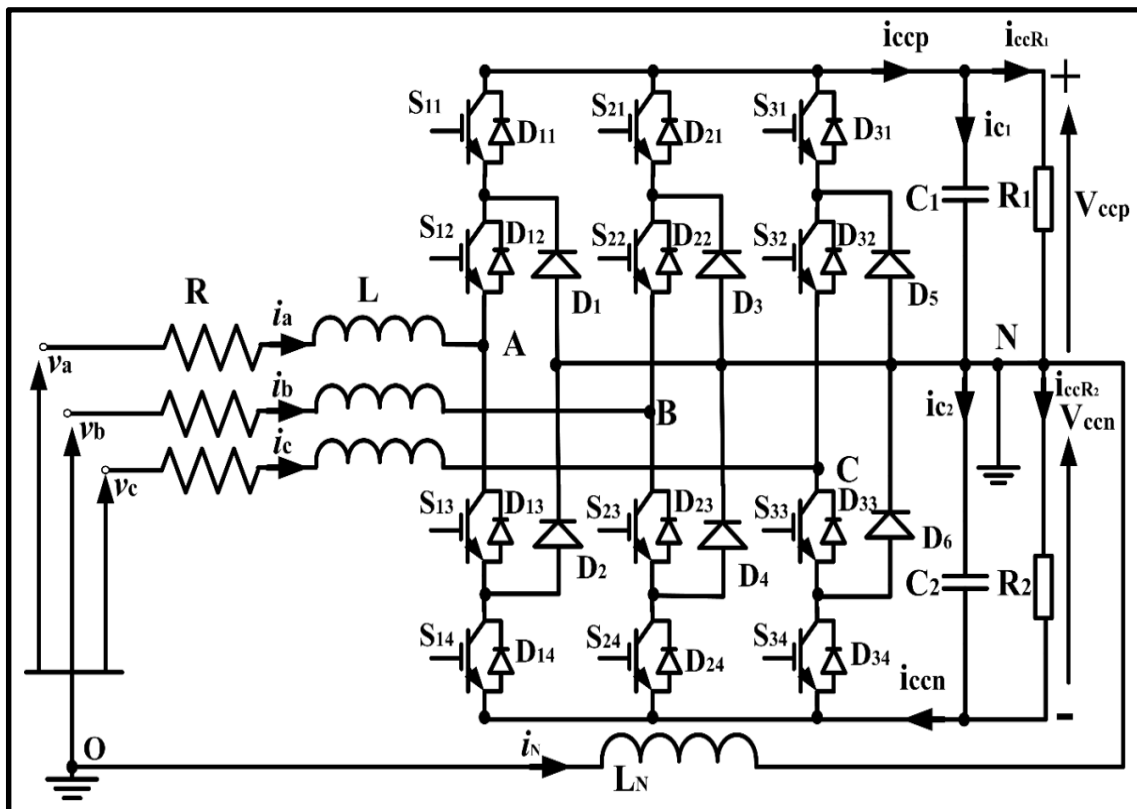 iccp iccR1
S11 D11 S21 D21 S31 D31 +
ic1
S12 D12 S22 D22 S32 D32 C1 R1 Vccp
R ia L D1 D3 D5
va A N
ib ic2 iccR2
vb B Vccn
ic
vc C
S13 D13 S23 D23 S33 D33
D2 D4 D6 C2 R2
S14 D14 S24 D24 S34 D34
iccn -
O iN LN